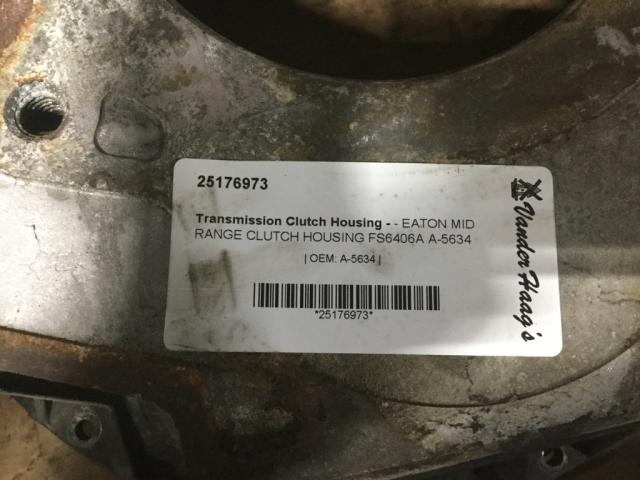 25176973
Transmission Clutch Housing - - EATON MID
RANGE CLUTCH HOUSING FS6406A A-5634
| OEM: A-5634 |
*25176973*
Vander Haag's